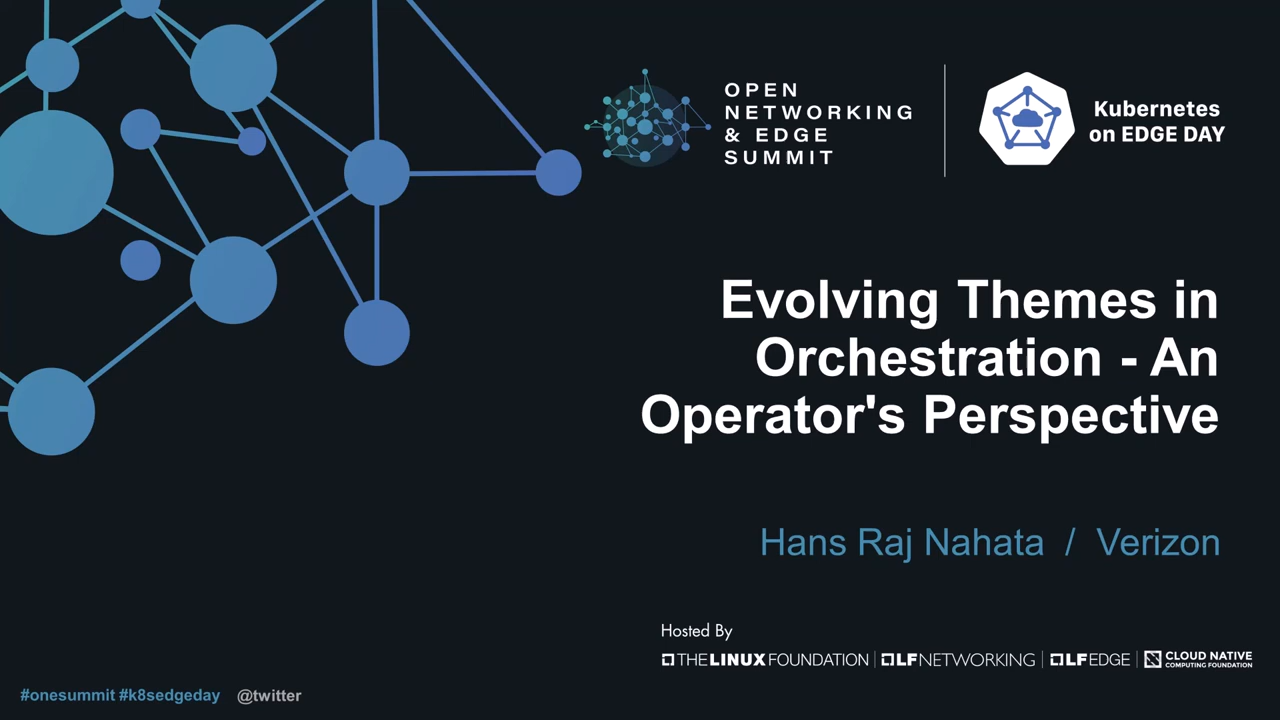 OPEN
NETWORKING
& EDGE
SUMMIT
Kubernetes
on EDGE DAY
Evolving Themes in
Orchestration - An
Operator's Perspective
Hans Raj Nahata / Verizon
Hosted By
THE LINUX FOUNDATION | LF NETWORKING | LF EDGE | CLOUD NATIVE
COMPUTING FOUNDATION
#onesummit #k8sedgeday @twitter